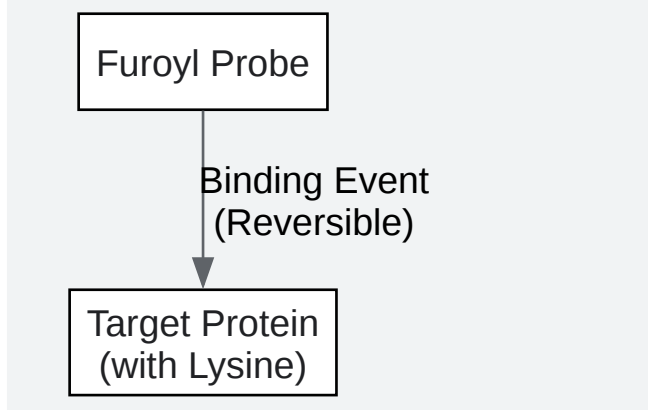 Furoyl Probe
Binding Event
(Reversible)
Target Protein
(with Lysine)